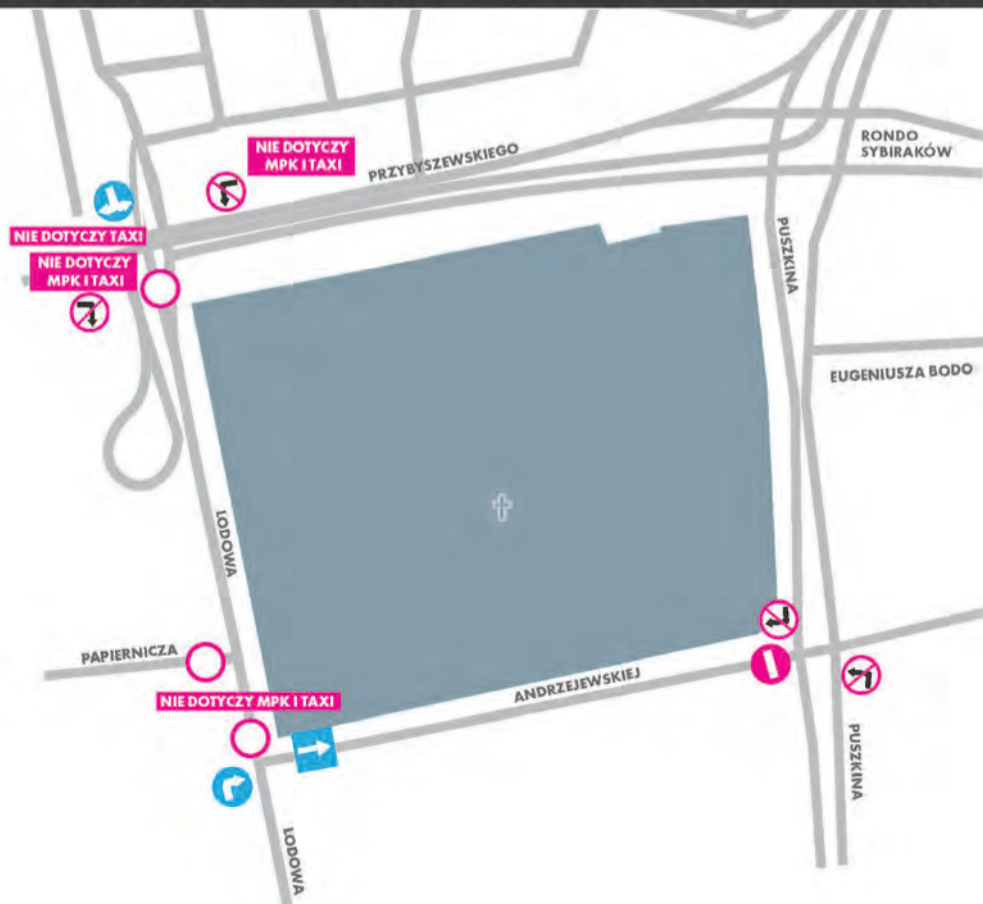 NIE DOTYCZY
MPK I TAXI
PRZYBYSZEWSKIEGO
RONDO
SYBIRAKÓW
NIE DOTYCZY TAXI
NIE DOTYCZY
MPK I TAXI
PUSZKINA
EUGENIUSZA BODO
LODOWA
PAPIERNICZA
NIE DOTYCZY MPK I TAXI
ANDRZEJEWSKIEJ
PUSZKINA
LODOWA